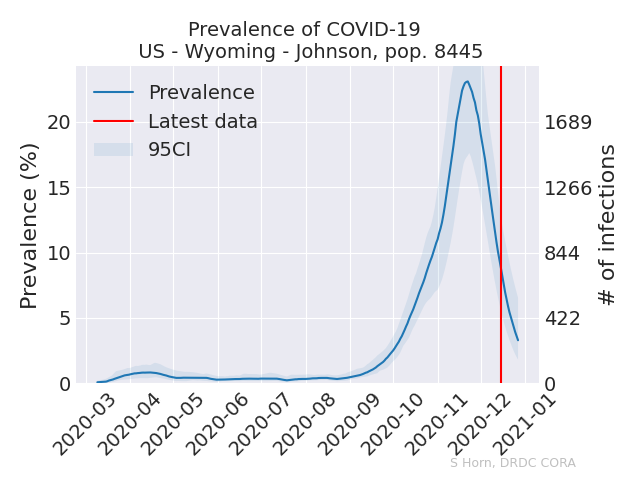 Prevalence of COVID-19
US - Wyoming - Johnson, pop. 8445
Prevalence
Latest data
95CI
Prevalence (%)
20
15
10
5
0
1689
1266
844
422
0
# of infections
2020-03
2020-04
2020-05
2020-06
2020-07
2020-08
2020-09
2020-10
2020-11
2020-12
2021-01
S Horn, DRDC CORA